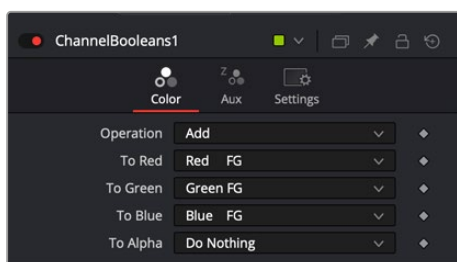 ChannelBooleans1
Z
Color Aux Settings
Operation Add
To Red Red FG
To Green Green FG
To Blue Blue FG
To Alpha Do Nothing